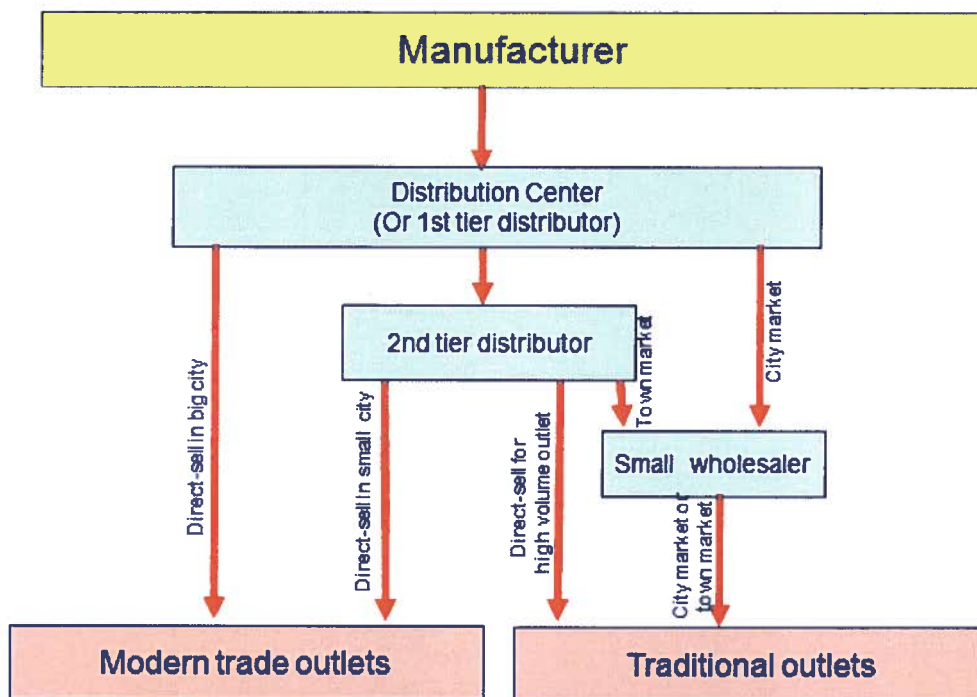 Manufacturer
Distribution Center
(Or 1st tier distributor)
2nd tier distributor
Direct-sell in big city
Direct-sell in small city
Direct-sell for
high volume outlet
Town market
City market
Small wholesaler
City market or
town market
Modern trade outlets
Traditional outlets